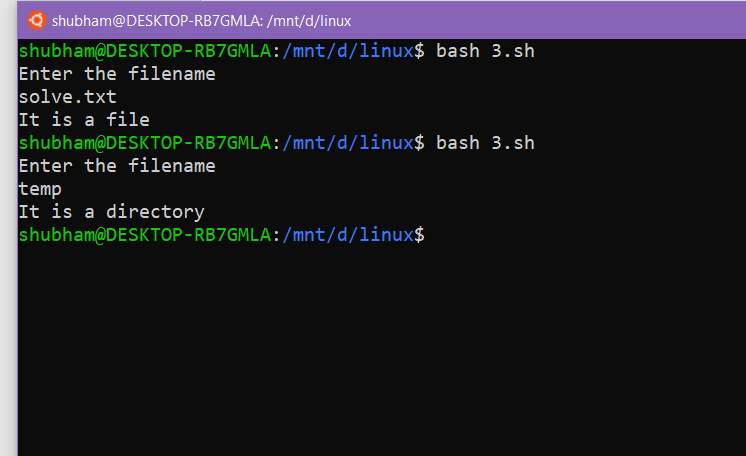 shubham@DESKTOP-RB7GMLA: /mnt/d/linux
shubham@DESKTOP-RB7GMLA:/mnt/d/linux$ bash 3.sh
Enter the filename
solve.txt
It is a file
shubham@DESKTOP-RB7GMLA:/mnt/d/linux$ bash 3.sh
Enter the filename
temp
It is a directory
shubham@DESKTOP-RB7GMLA:/mnt/d/linux$